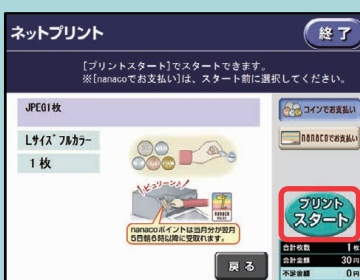 ネットプリント
終了
[プリントスタート]でスタートできます。
※[nanacoでお支払い]は、スタート前に選択してください。
JPEG1枚
Lサイズ フルカラー
1枚
コインでお支払い
nanacoでお支払い
ピュリーン♪
nanacoポイントは当月分が翌月
5日朝6時以降に受取れます。
戻る
プリント
スタート
合計枚数 1枚
合計金額 30円
不足金額 0円